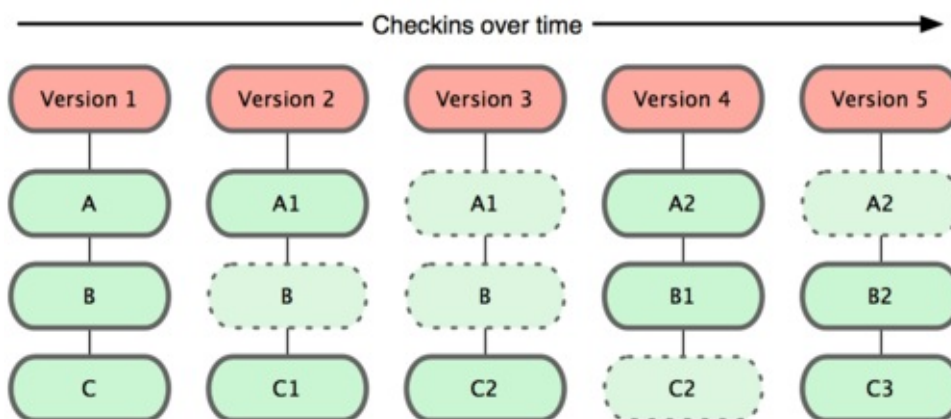 Checkins over time
Version 1 Version 2 Version 3 Version 4 Version 5
A A1 A1 A2 A2
B B B B1 B2
C C1 C2 C2 C3